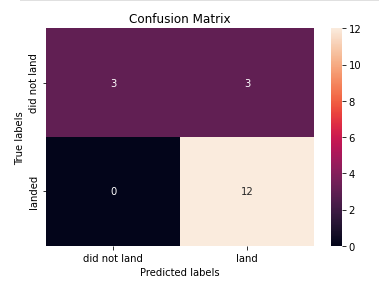 Confusion Matrix
True labels
did not land
landed
3
3
0
12
did not land
land
Predicted labels
12
10
8
6
4
2
0